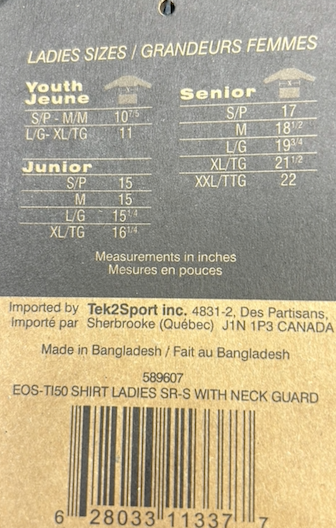 LADIES SIZES / GRANDEURS FEMMES
Youth
Jeune
S/P - M/M 10
L/G- XL/TG 11
Junior
S/P 15
M 15
L/G 15 1/4
XL/TG 16 1/4
Senior
S/P 17
M 18 1/2
L/G 19 3/4
XL/TG 21 1/2
XXL/TTG 22
Measurements in inches
Mesures en pouces
Imported by Tek2Sport inc. 4831-2, Des Partisans,
Importé par Sherbrooke (Québec) J1N 1P3 CANADA
Made in Bangladesh / Fait au Bangladesh
589607
EOS-TI50 SHIRT LADIES SR-S WITH NECK GUARD
6 28033 11337 7